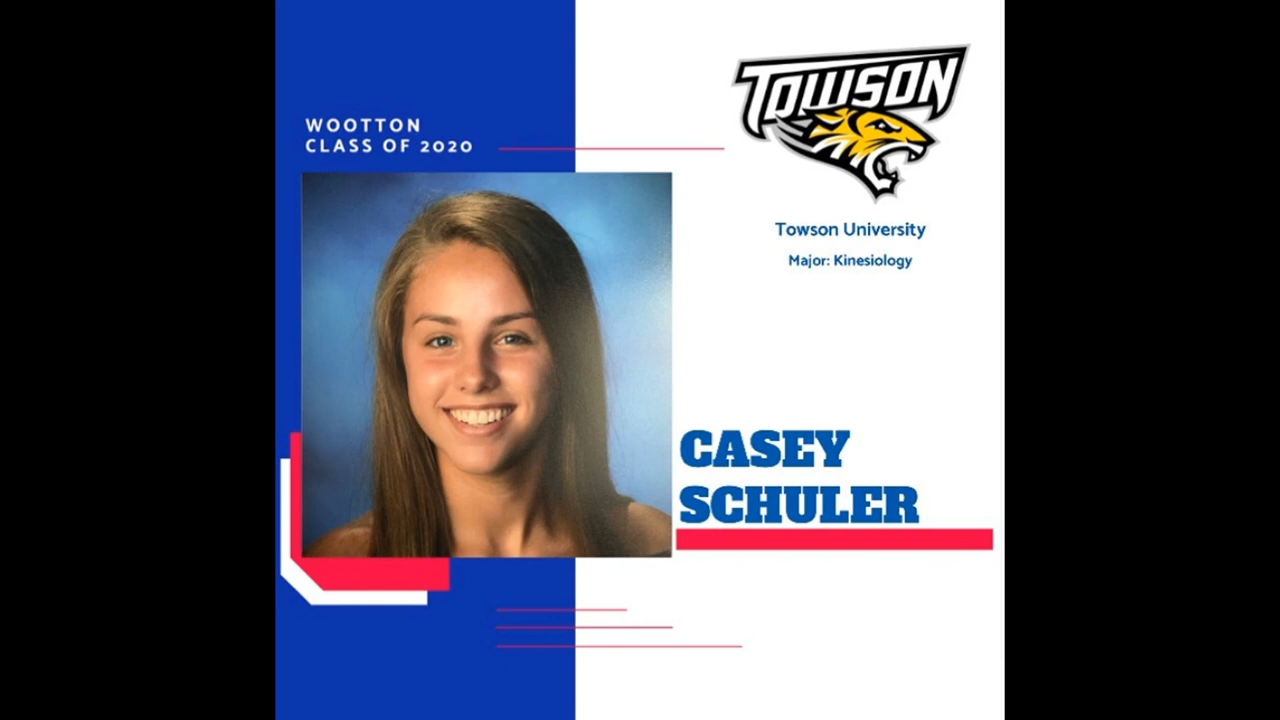 WOOTTON
CLASS OF 2020
TOWSON
Towson University
Major: Kinesiology
CASEY
SCHULER